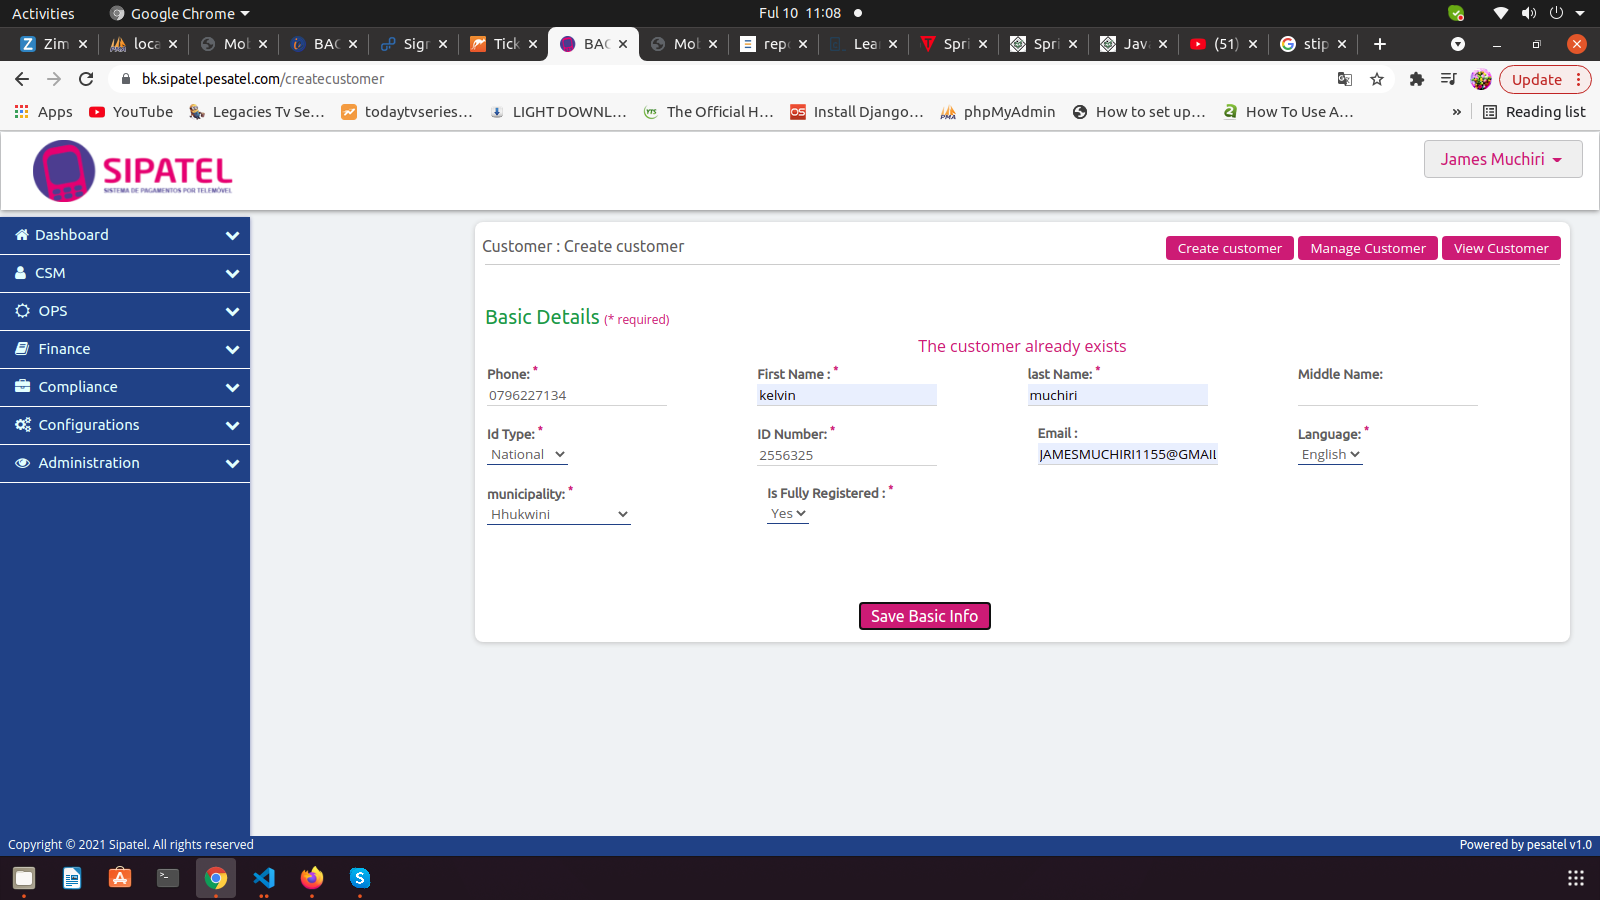 Activities Google Chrome Ful 10 11:08
Zim loca Mob BAC Sign Tick BAC Mob repo Lear Spri Spri Java (51) stip
bk.sipatel.pesatel.com/createcustomer Update
Apps YouTube Legacies Tv Se... todaytvseries... LIGHT DOWNL... The Official H... Install Django... phpMyAdmin How to set up... How To Use A... » Reading list
SIPATEL
SISTEMA DE PAGAMENTOS POR TELEMÓVEL
James Muchiri
Dashboard
CSM
OPS
Finance
Compliance
Configurations
Administration
Customer : Create customer
Create customer Manage Customer View Customer
Basic Details (* required)
The customer already exists
Phone: * First Name : * last Name: * Middle Name:
0796227134 kelvin muchiri
Id Type: * ID Number: * Email : Language: *
National 2556325 JAMESMUCHIRI1155@GMAIL English
municipality: * Is Fully Registered : *
Hhukwini Yes
Save Basic Info
Copyright © 2021 Sipatel. All rights reserved Powered by pesatel v1.0